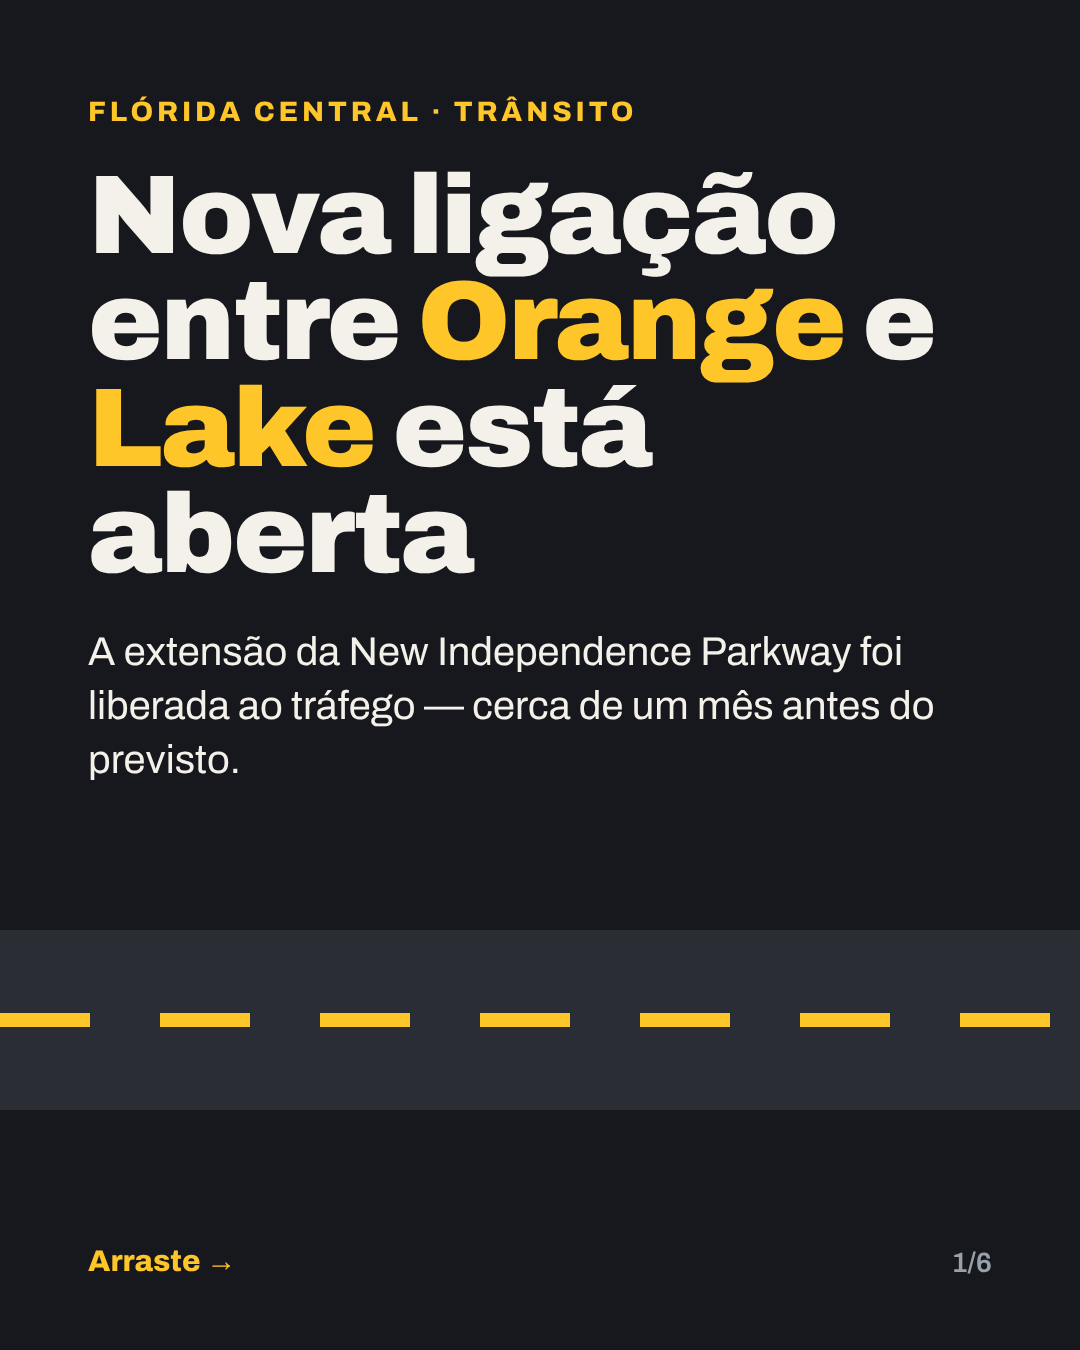 FLÓRIDA CENTRAL · TRÂNSITO
Nova ligação
entre Orange e
Lake está
aberta
A extensão da New Independence Parkway foi
liberada ao tráfego — cerca de um mês antes do
previsto.
Arraste →
1/6